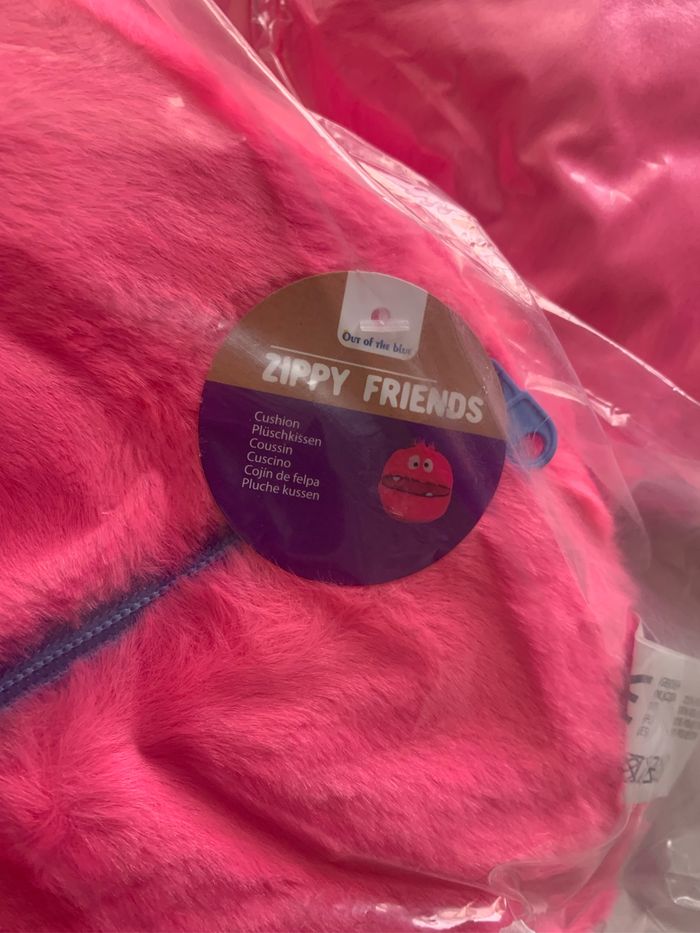 Out of the blue
ZIPPY FRIENDS
Cushion
Plüschkissen
Coussin
Cuscino
Cojín de felpa
Pluche kussen